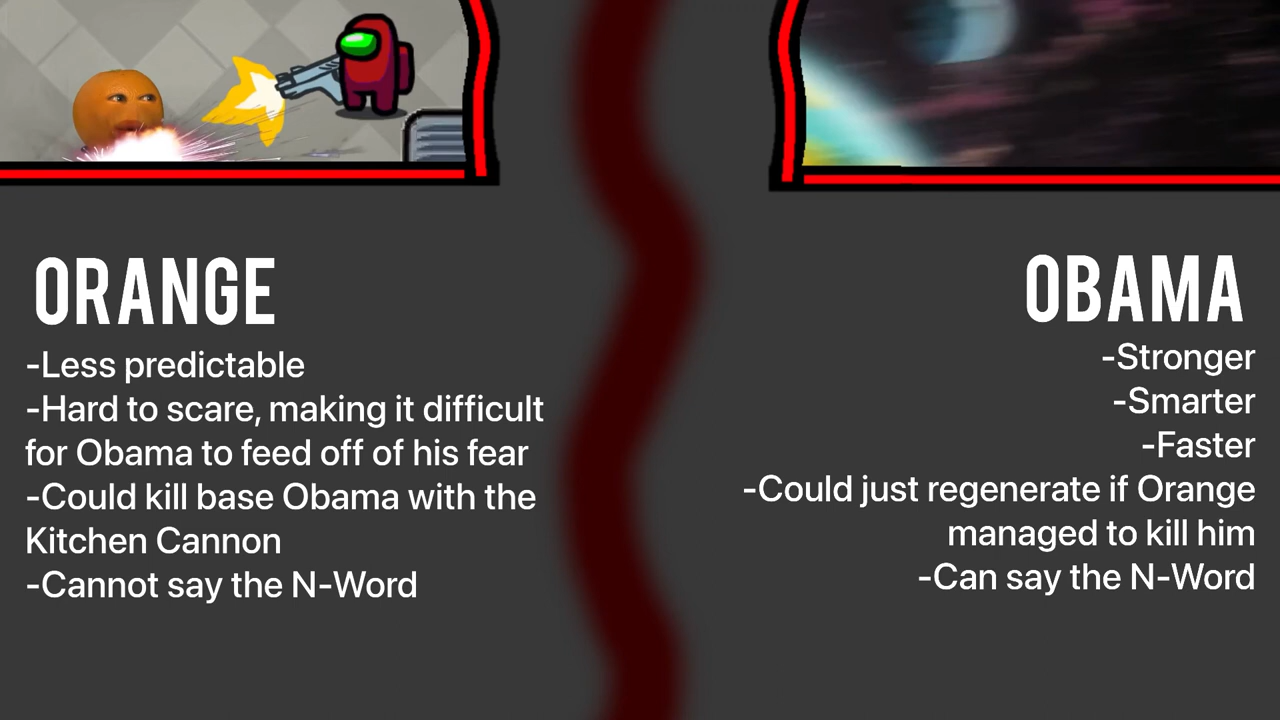 ORANGE
-Less predictable
-Hard to scare, making it difficult
for Obama to feed off of his fear
-Could kill base Obama with the
Kitchen Cannon
-Cannot say the N-Word
OBAMA
-Stronger
-Smarter
-Faster
-Could just regenerate if Orange
managed to kill him
-Can say the N-Word